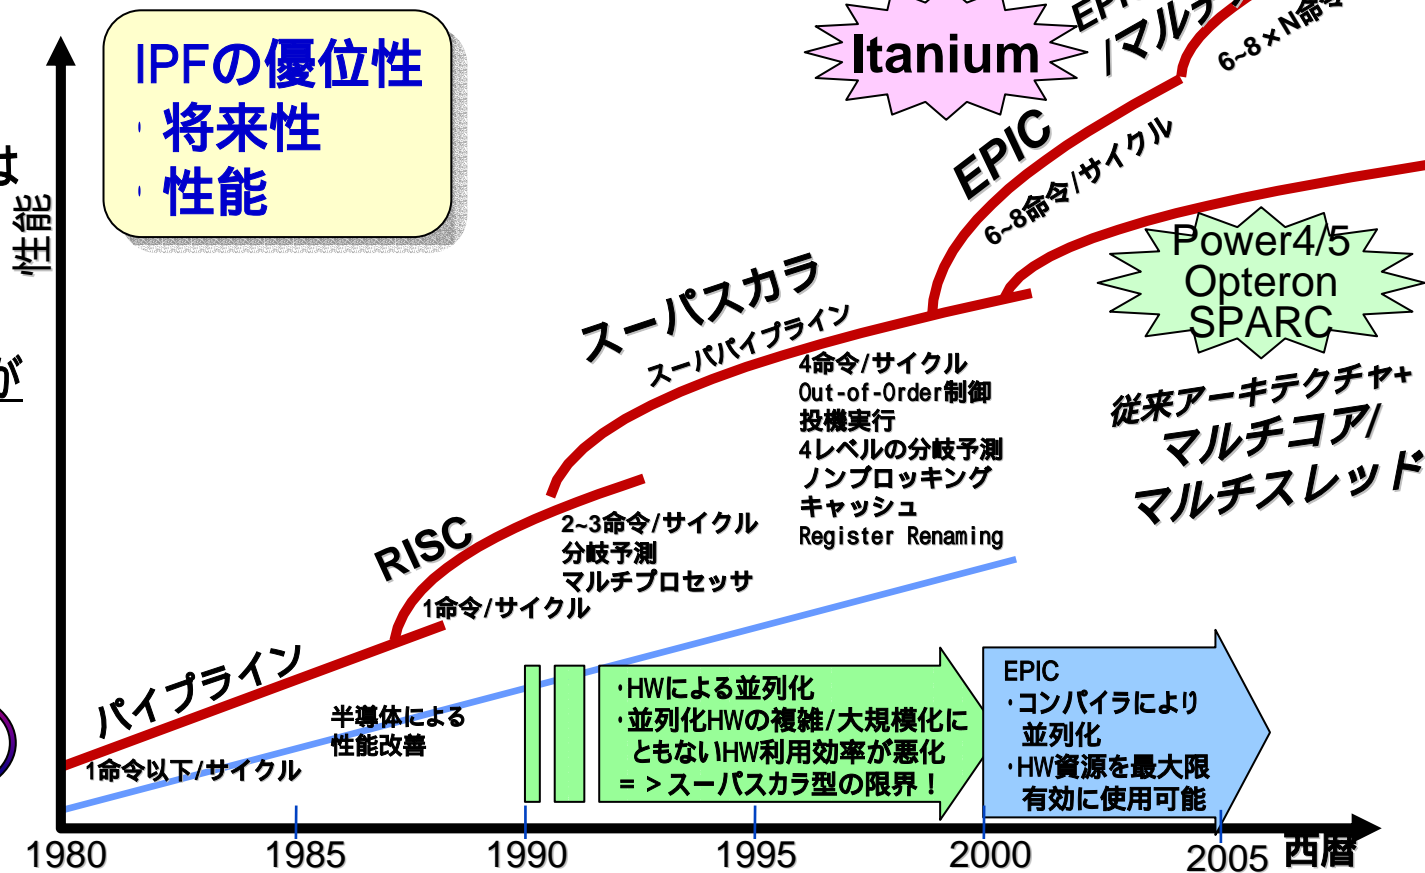 IPFの優位性
・将来性
・性能
は
性能
が
Itanium
/マルチ
6~8×N命令
EPIC
6~8命令/サイクル
Power4/5
Opteron
SPARC
従来アーキテクチャ+
マルチコア/
マルチスレッド
スーパスカラ
スーパパイプライン
4命令/サイクル
Out-of-Order制御
投機実行
4レベルの分岐予測
ノンブロッキング
キャッシュ
Register Renaming
RISC
2~3命令/サイクル
分岐予測
マルチプロセッサ
1命令/サイクル
パイプライン
1命令以下/サイクル
半導体による
性能改善
・HWによる並列化
・並列化HWの複雑/大規模化に
ともないHW利用効率が悪化
=>スーパスカラ型の限界！
EPIC
・コンパイラにより
並列化
・HW資源を最大限
有効に使用可能
1980 1985 1990 1995 2000 2005 西暦